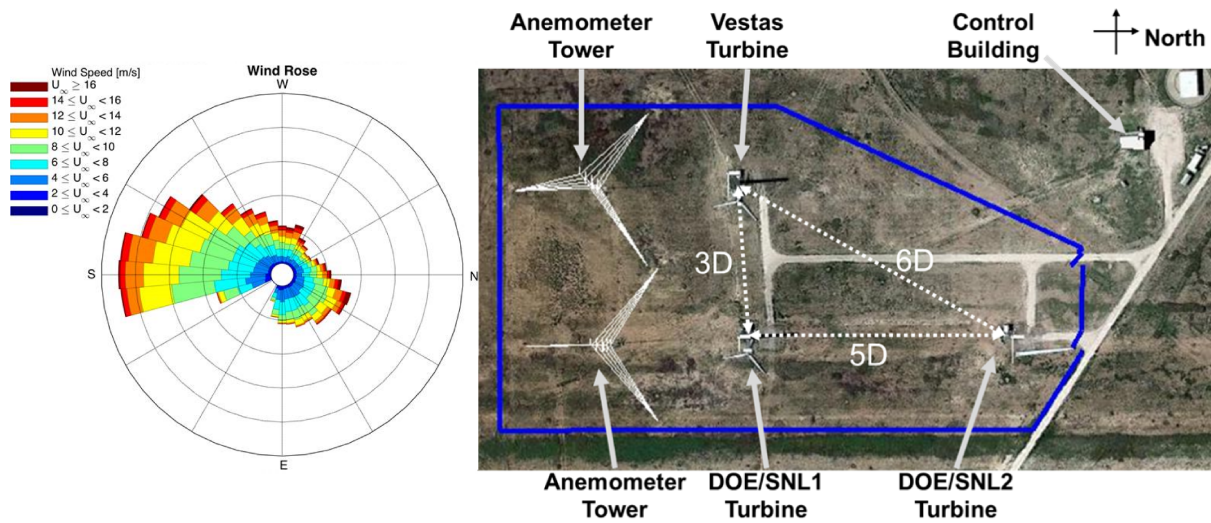 Wind Speed [m/s]
U∞ ≥ 16
14 ≤ U∞ < 16
12 ≤ U∞ < 14
10 ≤ U∞ < 12
8 ≤ U∞ < 10
6 ≤ U∞ < 8
4 ≤ U∞ < 6
2 ≤ U∞ < 4
0 ≤ U∞ < 2
Wind Rose
W
S
N
E
Anemometer
Tower
Vestas
Turbine
Control
Building
North
3D
6D
5D
Anemometer
Tower
DOE/SNL1
Turbine
DOE/SNL2
Turbine